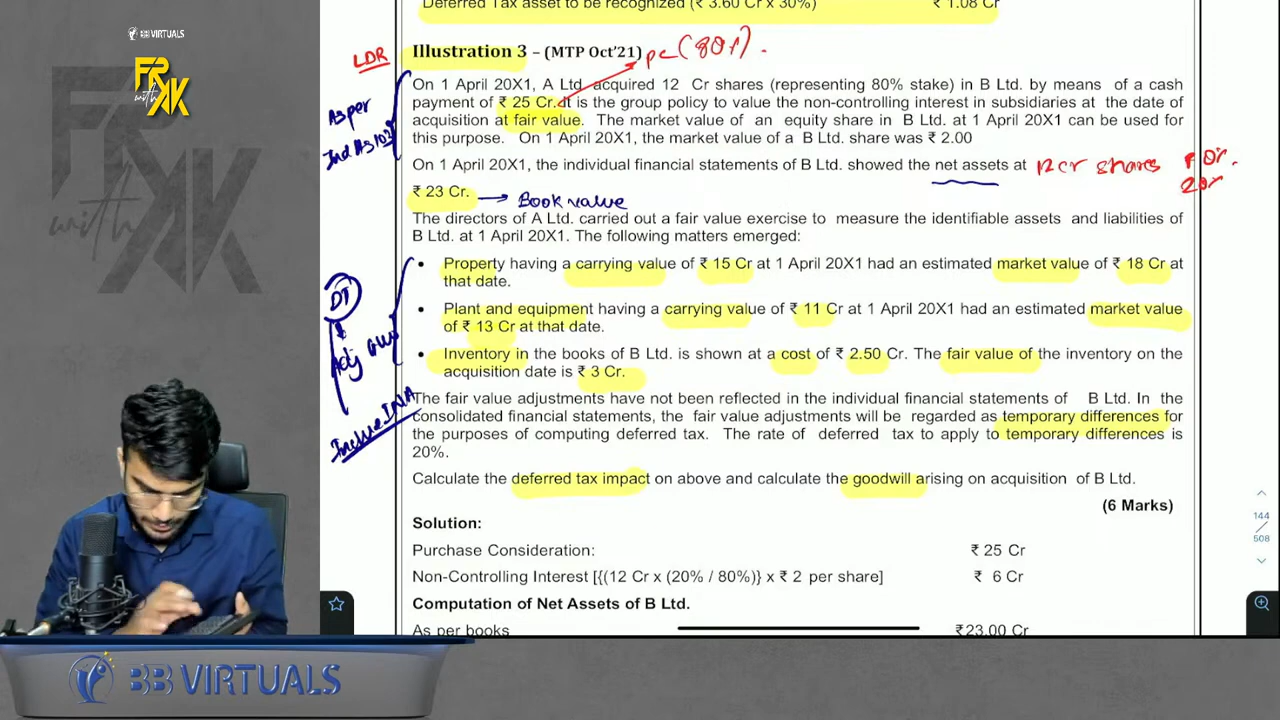 Deferred Tax asset to be recognized (₹ 3.60 Cr x 30%) ₹ 1.08 Cr
BB VIRTUALS
FR with AK
LDR
Illustration 3 – (MTP Oct'21)
PC (80%).
On 1 April 20X1, A Ltd. acquired 12 Cr shares (representing 80% stake) in B Ltd. by means of a cash
payment of ₹ 25 Cr. It is the group policy to value the non-controlling interest in subsidiaries at the date of
acquisition at fair value. The market value of an equity share in B Ltd. at 1 April 20X1 can be used for
this purpose. On 1 April 20X1, the market value of a B Ltd. share was ₹ 2.00
As per
Ind AS 103
On 1 April 20X1, the individual financial statements of B Ltd. showed the net assets at
12 cr shares
20%
₹ 23 Cr. → Book value
The directors of A Ltd. carried out a fair value exercise to measure the identifiable assets and liabilities of
B Ltd. at 1 April 20X1. The following matters emerged:
• Property having a carrying value of ₹ 15 Cr at 1 April 20X1 had an estimated market value of ₹ 18 Cr at
that date.
• Plant and equipment having a carrying value of ₹ 11 Cr at 1 April 20X1 had an estimated market value
of ₹ 13 Cr at that date.
• Inventory in the books of B Ltd. is shown at a cost of ₹ 2.50 Cr. The fair value of the inventory on the
acquisition date is ₹ 3 Cr.
DT
Adj
The fair value adjustments have not been reflected in the individual financial statements of B Ltd. In the
consolidated financial statements, the fair value adjustments will be regarded as temporary differences for
the purposes of computing deferred tax. The rate of deferred tax to apply to temporary differences is
20%.
Calculate the deferred tax impact on above and calculate the goodwill arising on acquisition of B Ltd.
(6 Marks)
Solution:
Purchase Consideration: ₹ 25 Cr
Non-Controlling Interest [{(12 Cr x (20% / 80%)} x ₹ 2 per share] ₹ 6 Cr
Computation of Net Assets of B Ltd.
As per books ₹23.00 Cr
144
508
BB VIRTUALS